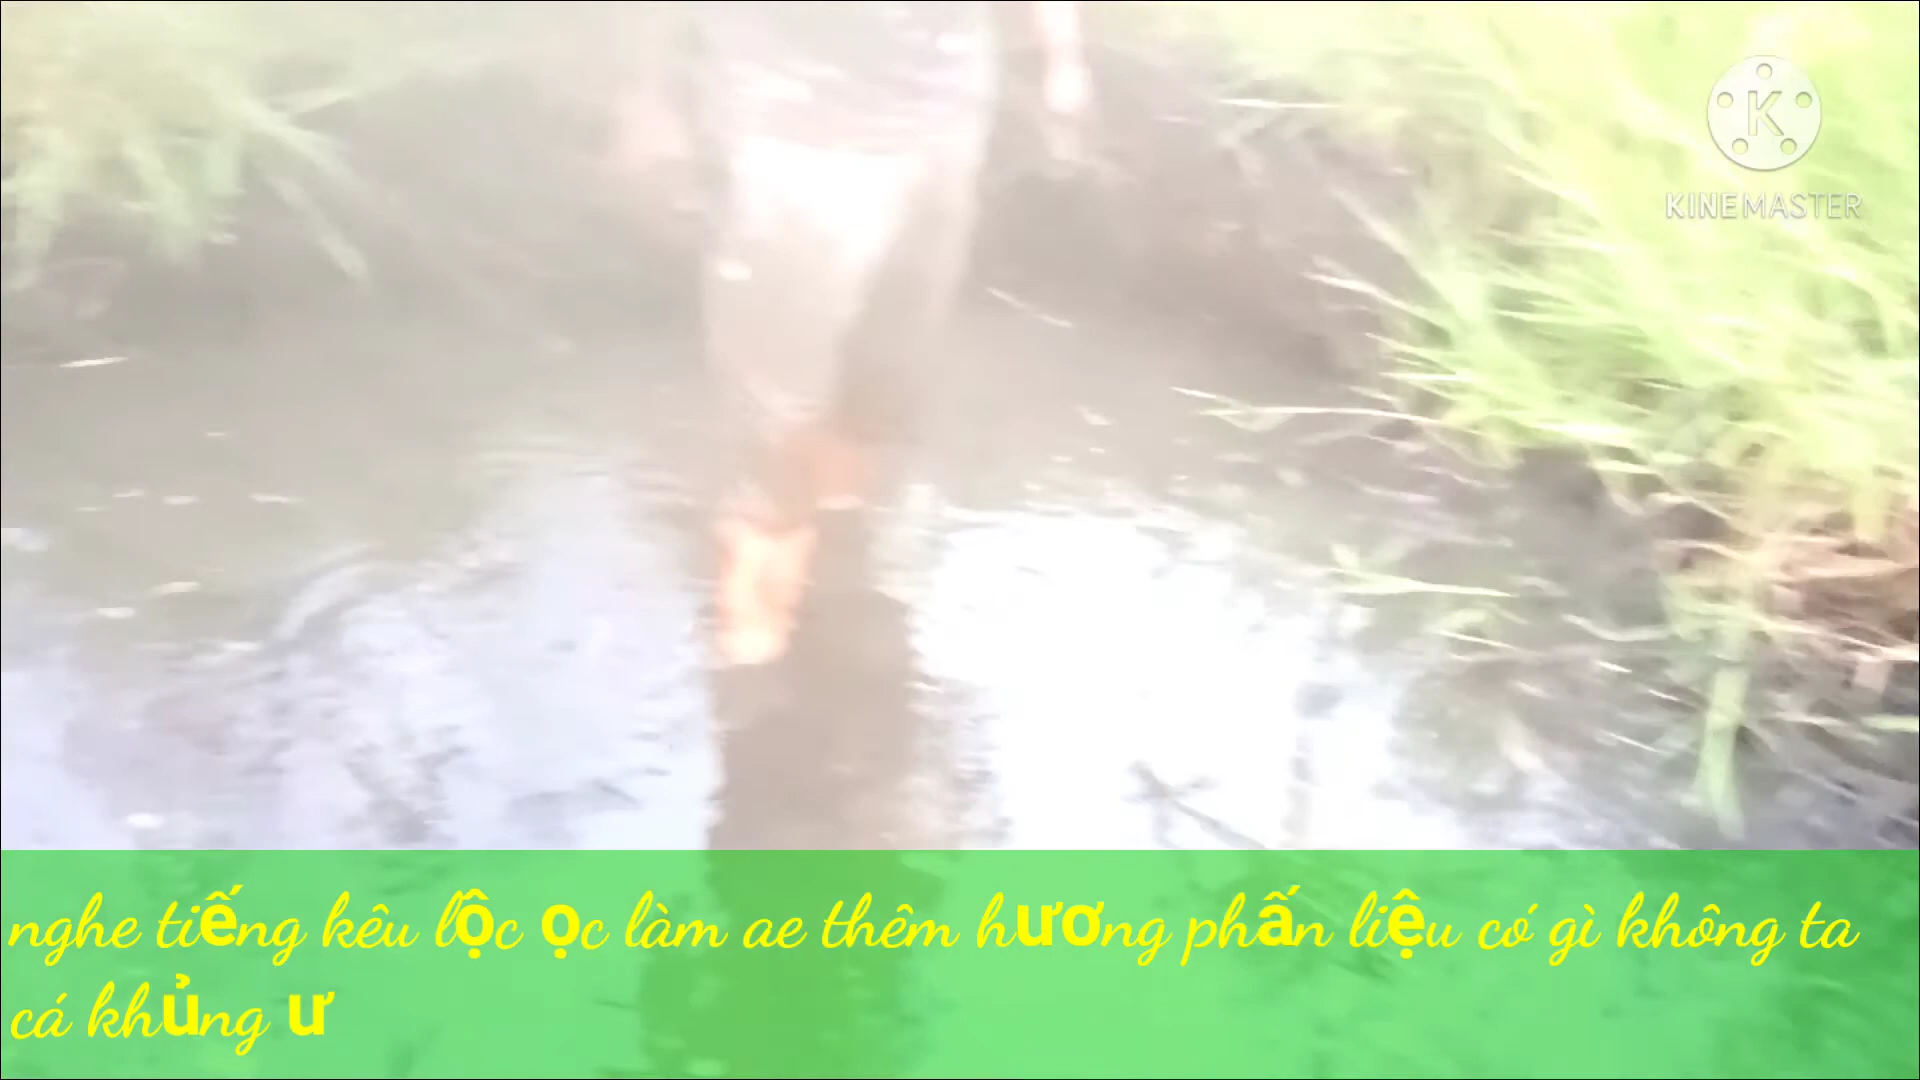 KINEMASTER
nghe tiếng kêu lộc ọc làm ae thêm hương phấn liệu có gì không ta
cá khủng ư